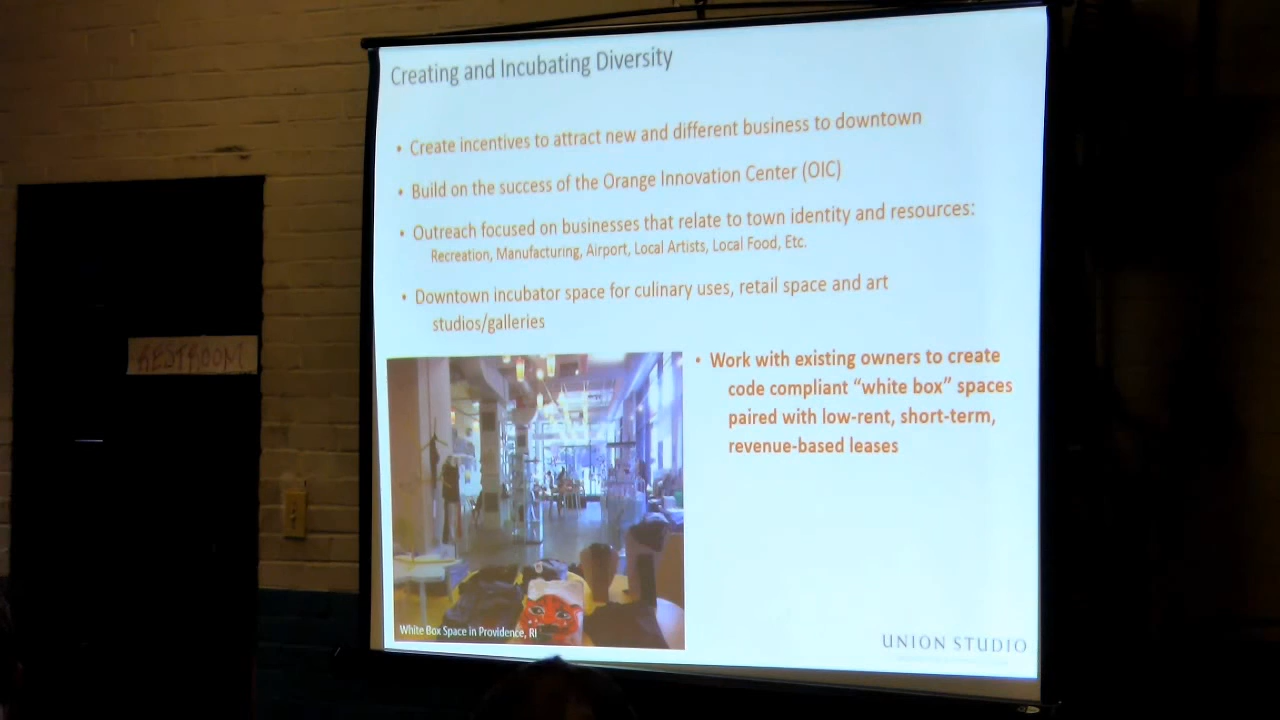 Creating and Incubating Diversity
• Create incentives to attract new and different business to downtown
• Build on the success of the Orange Innovation Center (OIC)
• Outreach focused on businesses that relate to town identity and resources:
Recreation, Manufacturing, Airport, Local Artists, Local Food, Etc.
• Downtown incubator space for culinary uses, retail space and art
studios/galleries
RESTROOM
• Work with existing owners to create
code compliant “white box” spaces
paired with low-rent, short-term,
revenue-based leases
White Box Space in Providence, RI
UNION STUDIO